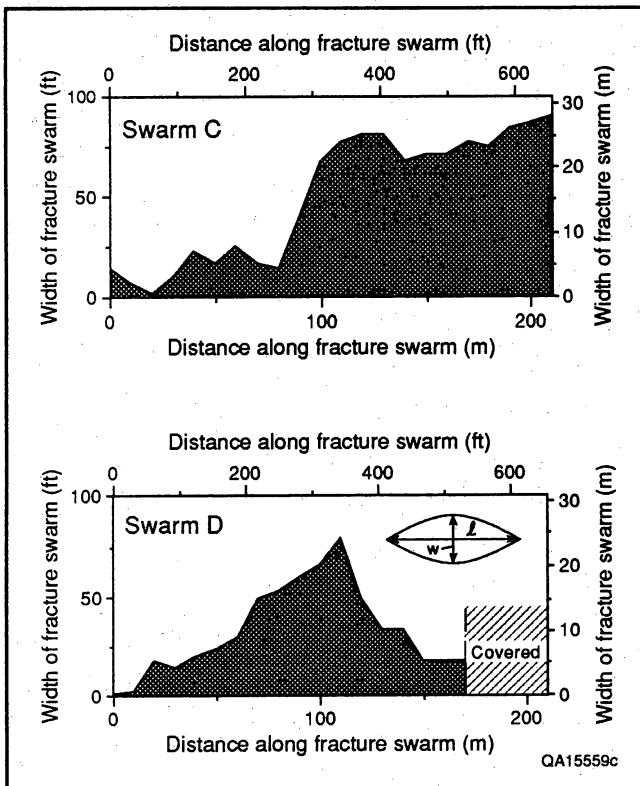 Distance along fracture swarm (ft)
0 200 400 600
Width of fracture swarm (ft)
100
50
0
Swarm C
30
20
10
0
Width of fracture swarm (m)
0 100 200
Distance along fracture swarm (m)
Distance along fracture swarm (ft)
0 200 400 600
Width of fracture swarm (ft)
100
50
0
Swarm D
w
ℓ
Covered
30
20
10
0
Width of fracture swarm (m)
0 100 200
Distance along fracture swarm (m)
QA15559c